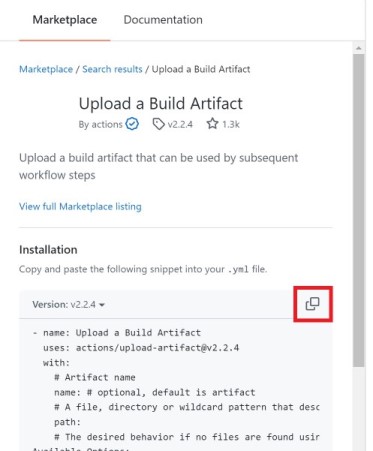 Marketplace Documentation
Marketplace / Search results / Upload a Build Artifact
Upload a Build Artifact
By actions v2.2.4 1.3k
Upload a build artifact that can be used by subsequent
workflow steps
View full Marketplace listing
Installation
Copy and paste the following snippet into your .yml file.
Version: v2.2.4
- name: Upload a Build Artifact
uses: actions/upload-artifact@v2.2.4
with:
# Artifact name
name: # optional, default is artifact
# A file, directory or wildcard pattern that desc
path:
# The desired behavior if no files are found usin
Available Options: